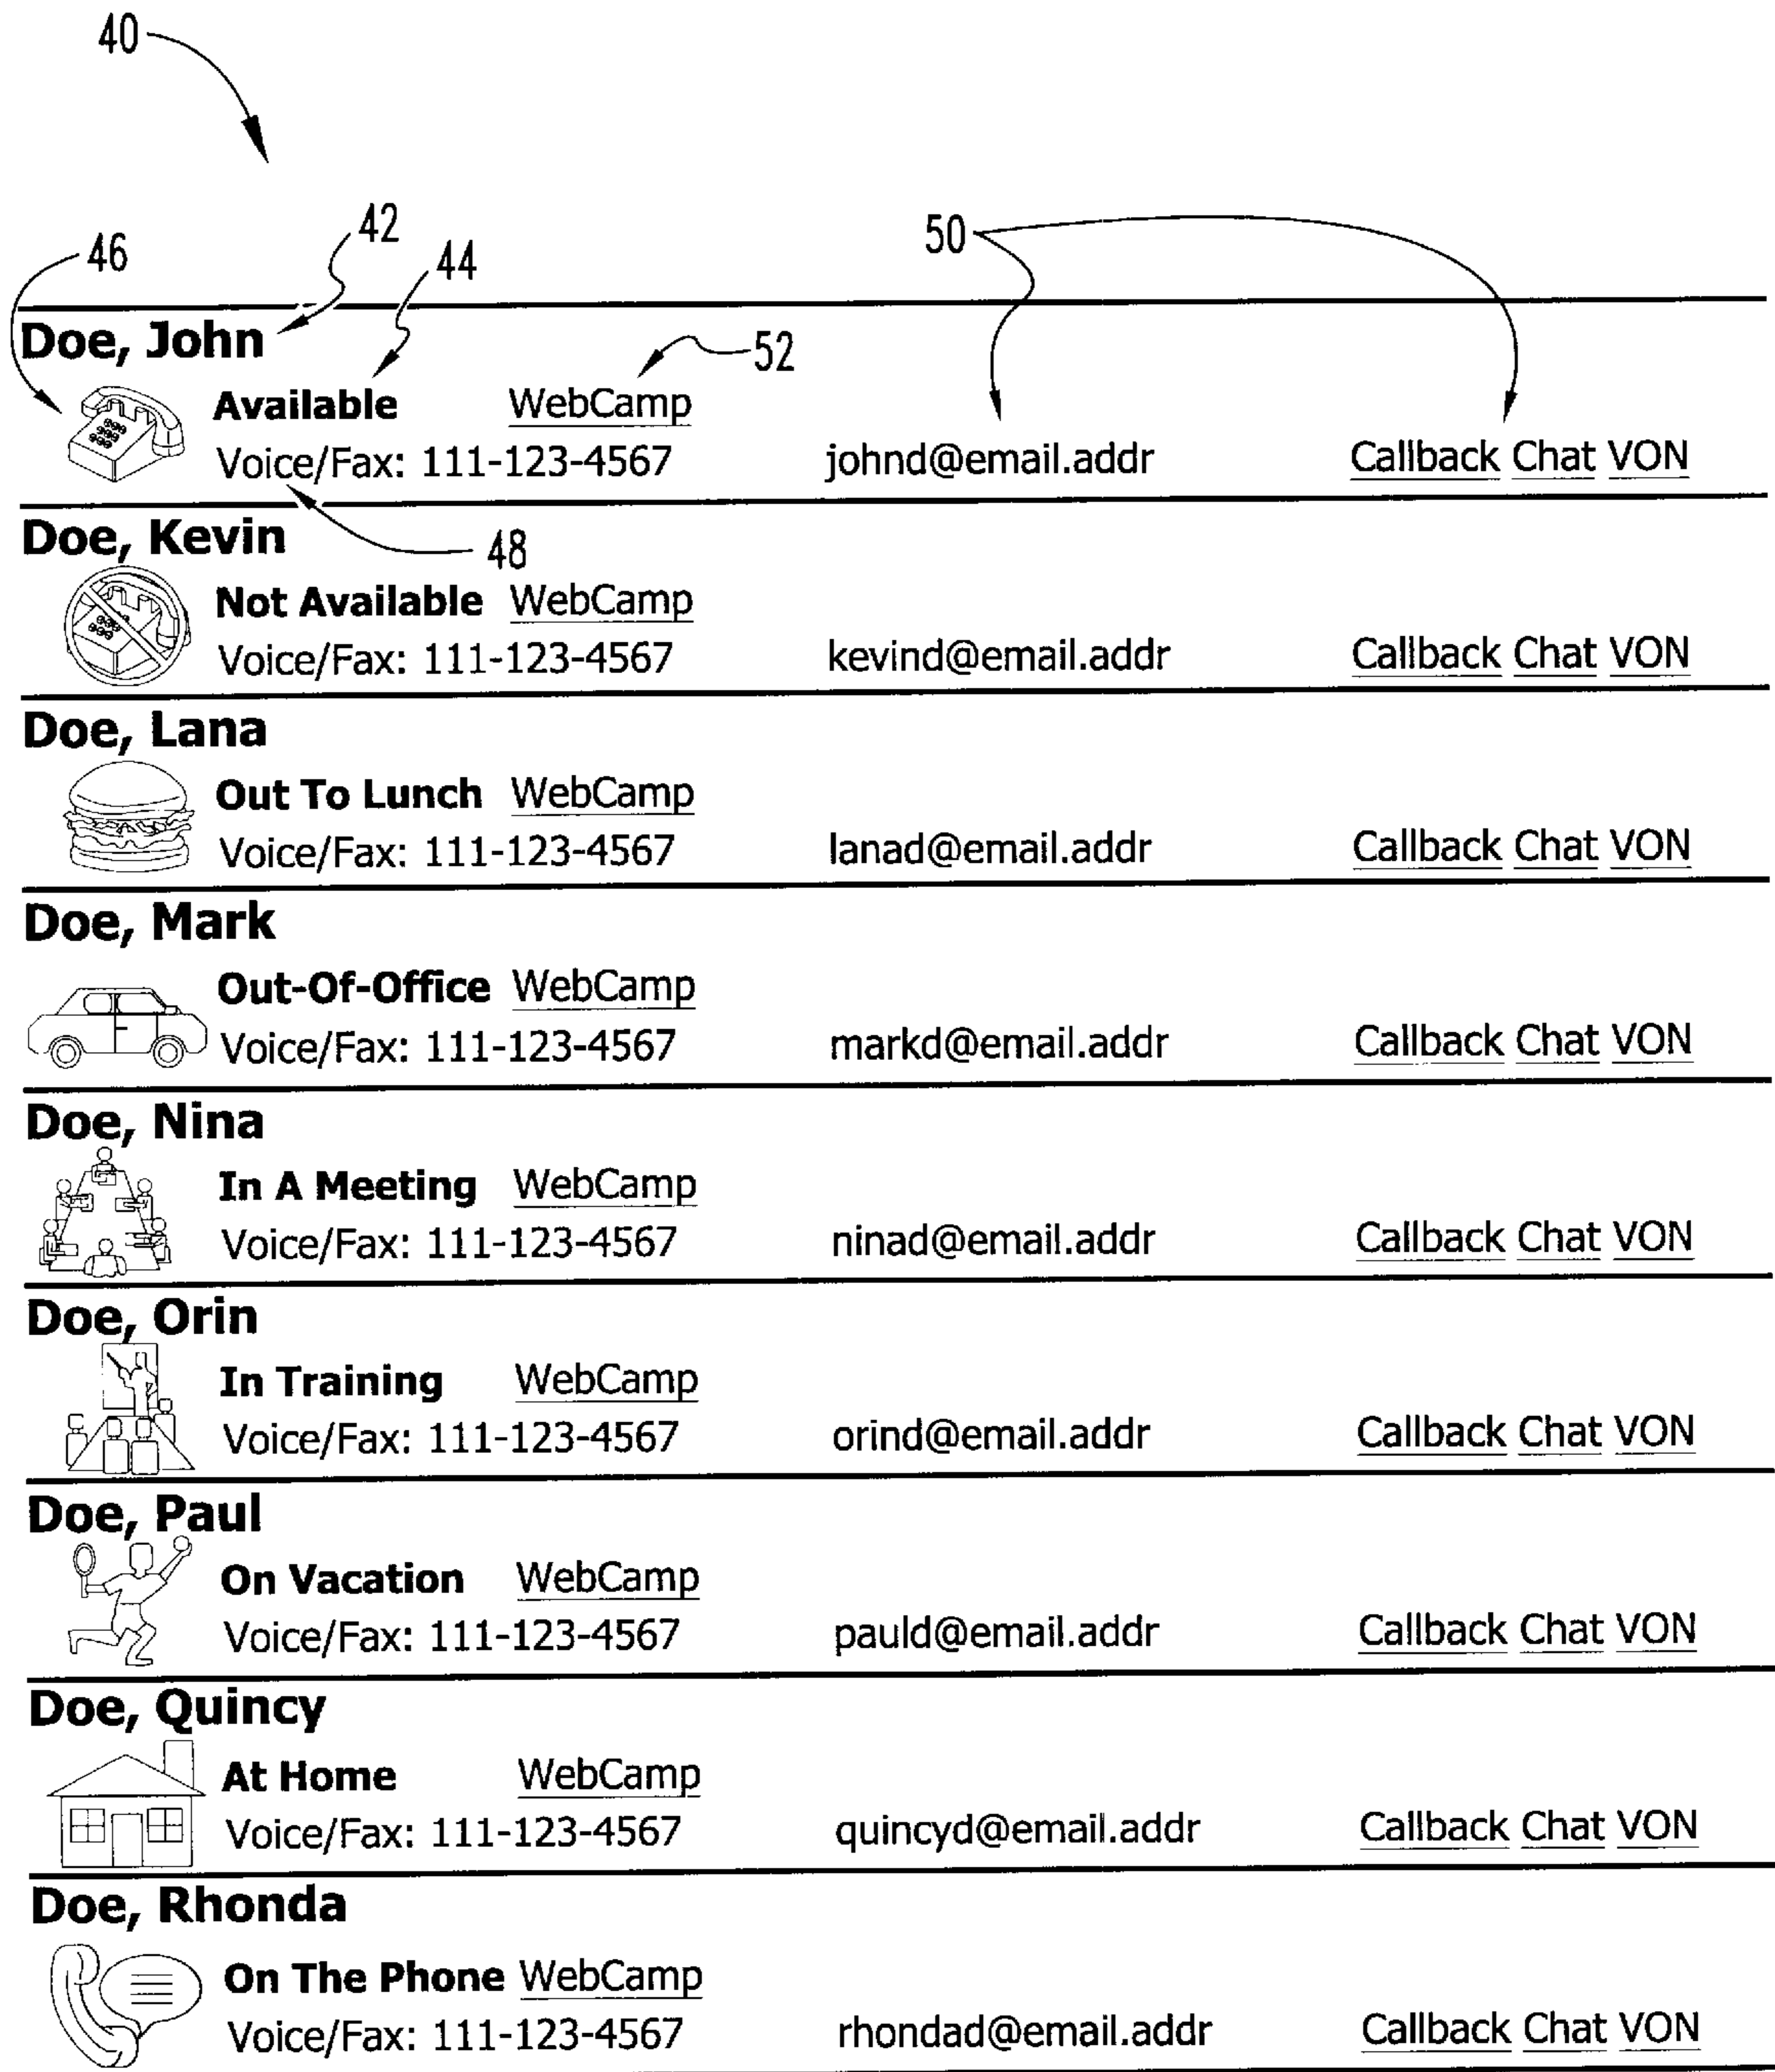 40
42
46
44
50
Doe, John
52
Available WebCamp
Voice/Fax: 111-123-4567 johnd@email.addr Callback Chat VON
Doe, Kevin
48
Not Available WebCamp
Voice/Fax: 111-123-4567 kevind@email.addr Callback Chat VON
Doe, Lana
Out To Lunch WebCamp
Voice/Fax: 111-123-4567 lanad@email.addr Callback Chat VON
Doe, Mark
Out-Of-Office WebCamp
Voice/Fax: 111-123-4567 markd@email.addr Callback Chat VON
Doe, Nina
In A Meeting WebCamp
Voice/Fax: 111-123-4567 ninad@email.addr Callback Chat VON
Doe, Orin
In Training WebCamp
Voice/Fax: 111-123-4567 orind@email.addr Callback Chat VON
Doe, Paul
On Vacation WebCamp
Voice/Fax: 111-123-4567 pauld@email.addr Callback Chat VON
Doe, Quincy
At Home WebCamp
Voice/Fax: 111-123-4567 quincyd@email.addr Callback Chat VON
Doe, Rhonda
On The Phone WebCamp
Voice/Fax: 111-123-4567 rhondad@email.addr Callback Chat VON